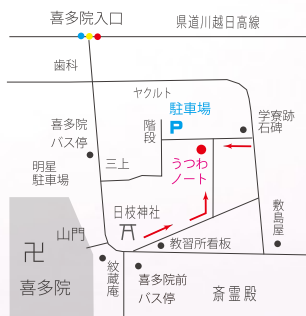 喜多院入口
県道川越日高線
歯科
ヤクルト
駐車場
P
階段
学寮跡
石碑
喜多院
バス停
三上
うつわ
ノート
明星
駐車場
日枝神社
敷島屋
山門
教習所看板
卍
喜多院
紋蔵庵
喜多院前
バス停
斎霊殿